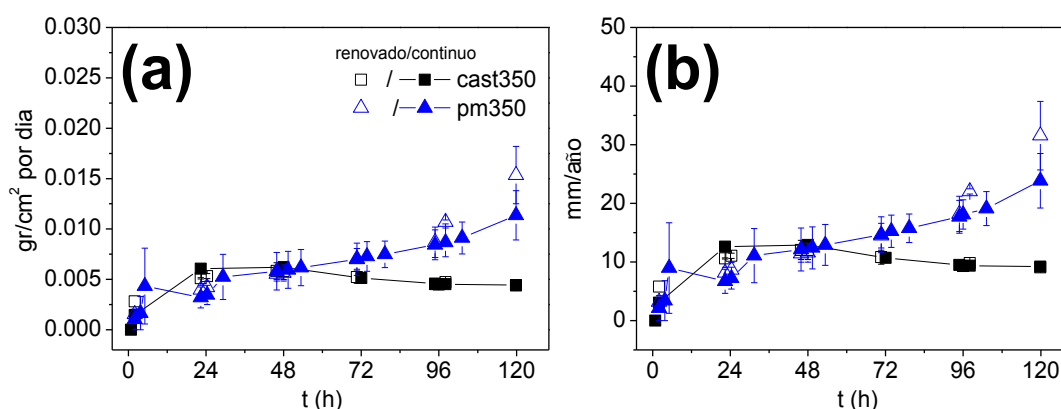 (a)
renovado/continuo
/ cast350
/ pm350
gr/cm² por dia
0.030
0.025
0.020
0.015
0.010
0.005
0.000
0 24 48 72 96 120
t (h)
(b)
mm/año
50
40
30
20
10
0
0 24 48 72 96 120
t (h)